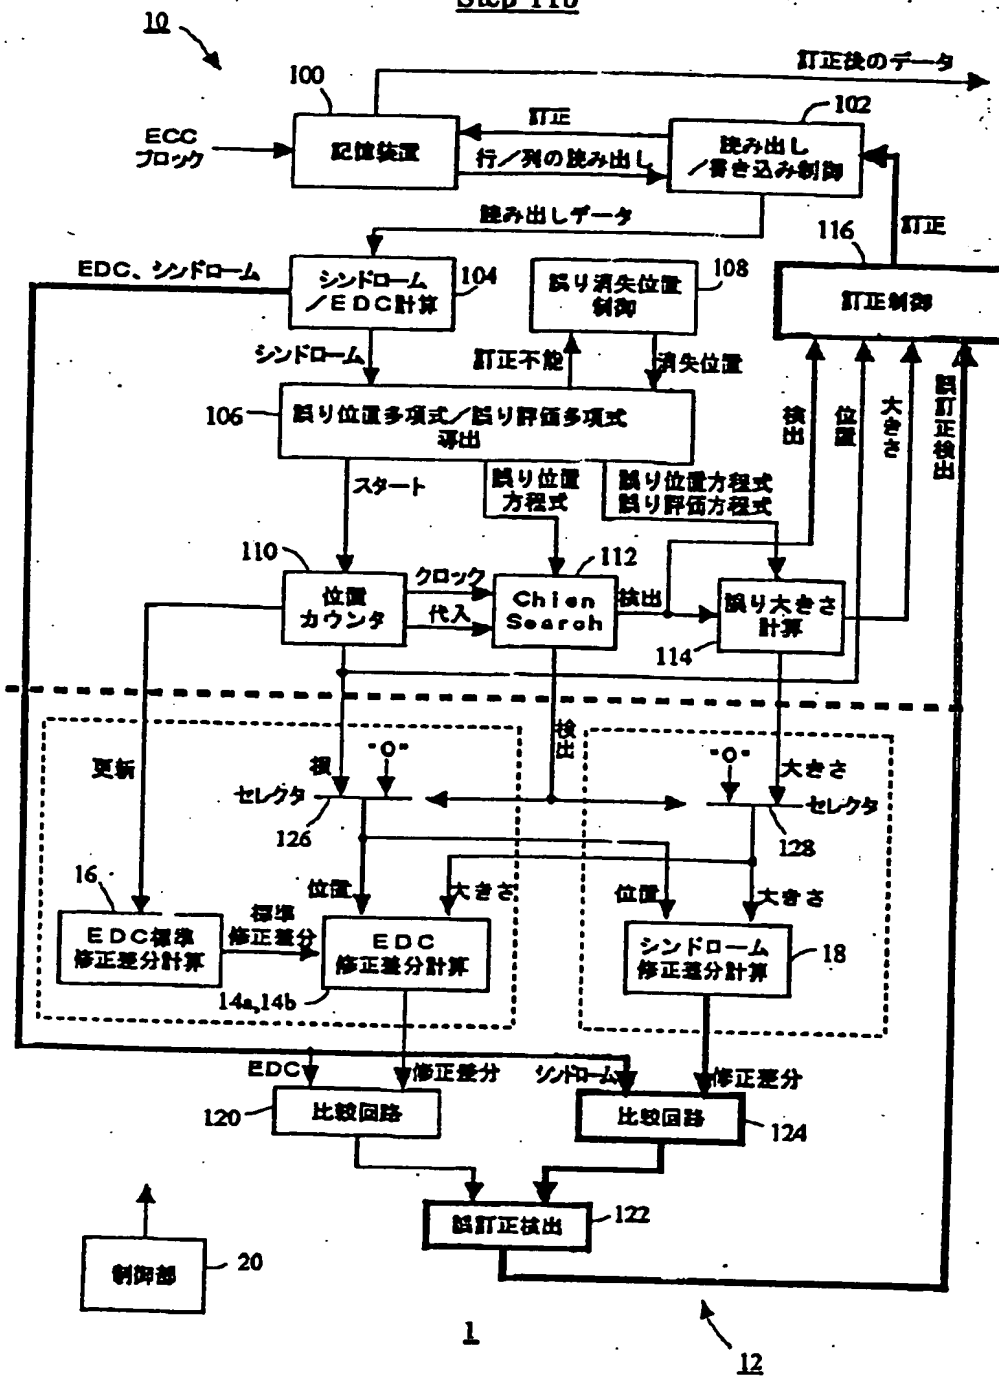 10
訂正後のデータ
100
102
ECC
ブロック
記憶装置
訂正
行／列の読み出し
読み出し
／書き込み制御
読み出しデータ
116
訂正
EDC、シンドローム
シンドローム
／EDC計算
104
誤り消失位置
制御
108
訂正制御
シンドローム
訂正不能
消失位置
106
誤り位置多項式／誤り評価多項式
導出
検出
位置
大きさ
誤訂正検出
スタート
誤り位置
方程式
誤り位置方程式
誤り評価方程式
110
位置
カウンタ
クロック
代入
112
Chien
Search
検出
誤り大きさ
計算
114
更新
根
"0"
検出
"0"
大きさ
セレクタ
126
セレクタ
128
16
位置
大きさ
位置
大きさ
EDC標準
修正差分計算
標準
修正差分
EDC
修正差分計算
14a,14b
シンドローム
修正差分計算
18
EDC
修正差分
シンドローム
修正差分
120
比較回路
比較回路
124
誤訂正検出
122
制御部
20
1
12